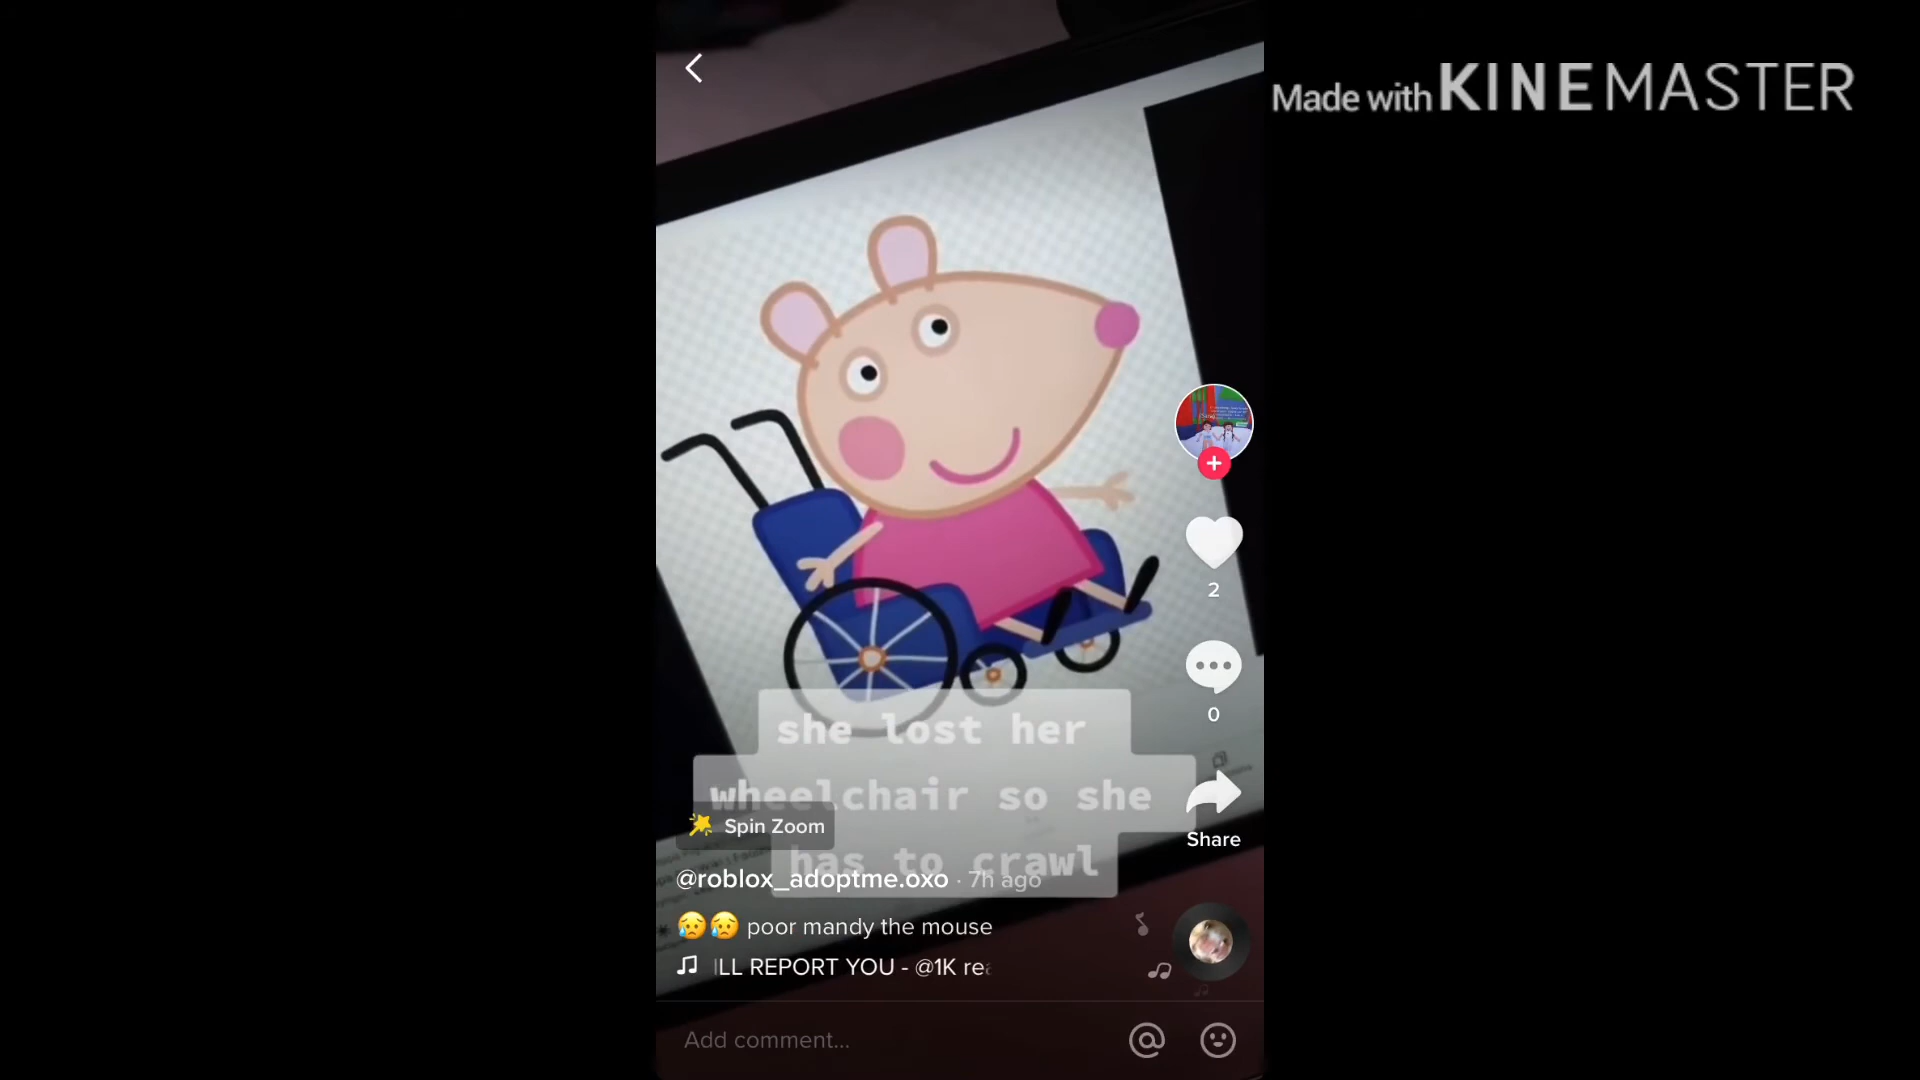 Made with KINEMASTER
2
0
she lost her
wheelchair so she
has to crawl
Share
Spin Zoom
@roblox_adoptme.oxo · 7h ago
😥😥 poor mandy the mouse
ILL REPORT YOU - @1K re
Add comment...